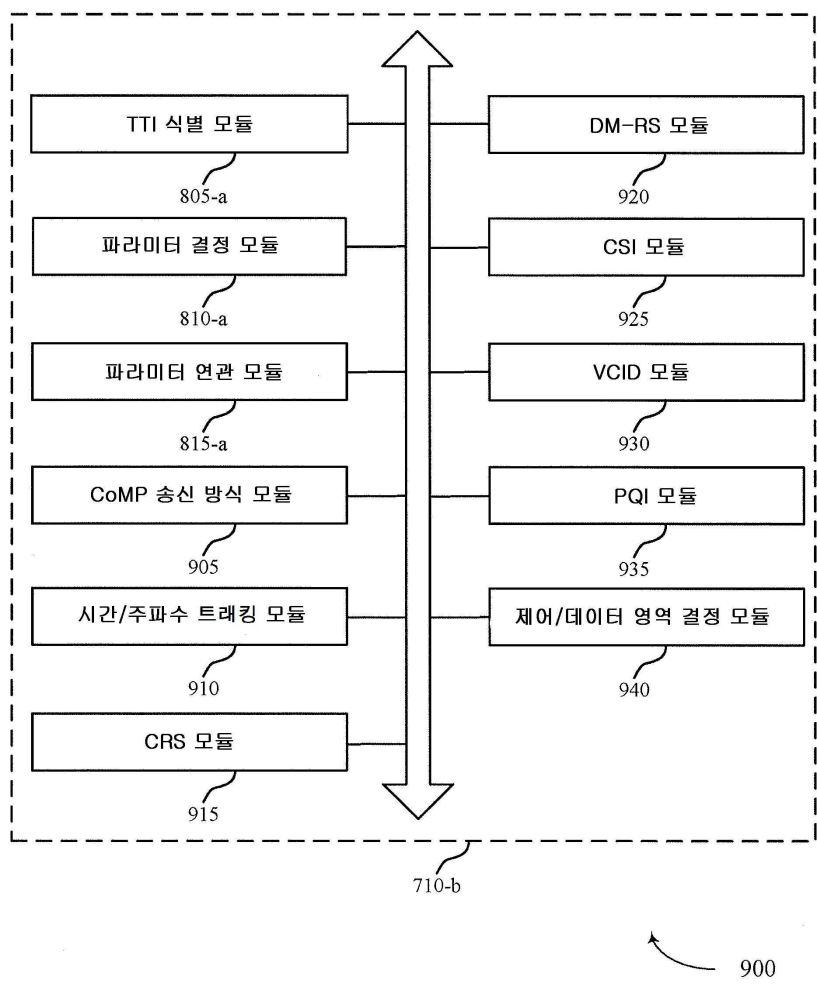 TTI 식별 모듈
805-a
파라미터 결정 모듈
810-a
파라미터 연관 모듈
815-a
CoMP 송신 방식 모듈
905
시간/주파수 트래킹 모듈
910
CRS 모듈
915
DM-RS 모듈
920
CSI 모듈
925
VCID 모듈
930
PQI 모듈
935
제어/데이터 영역 결정 모듈
940
710-b
900